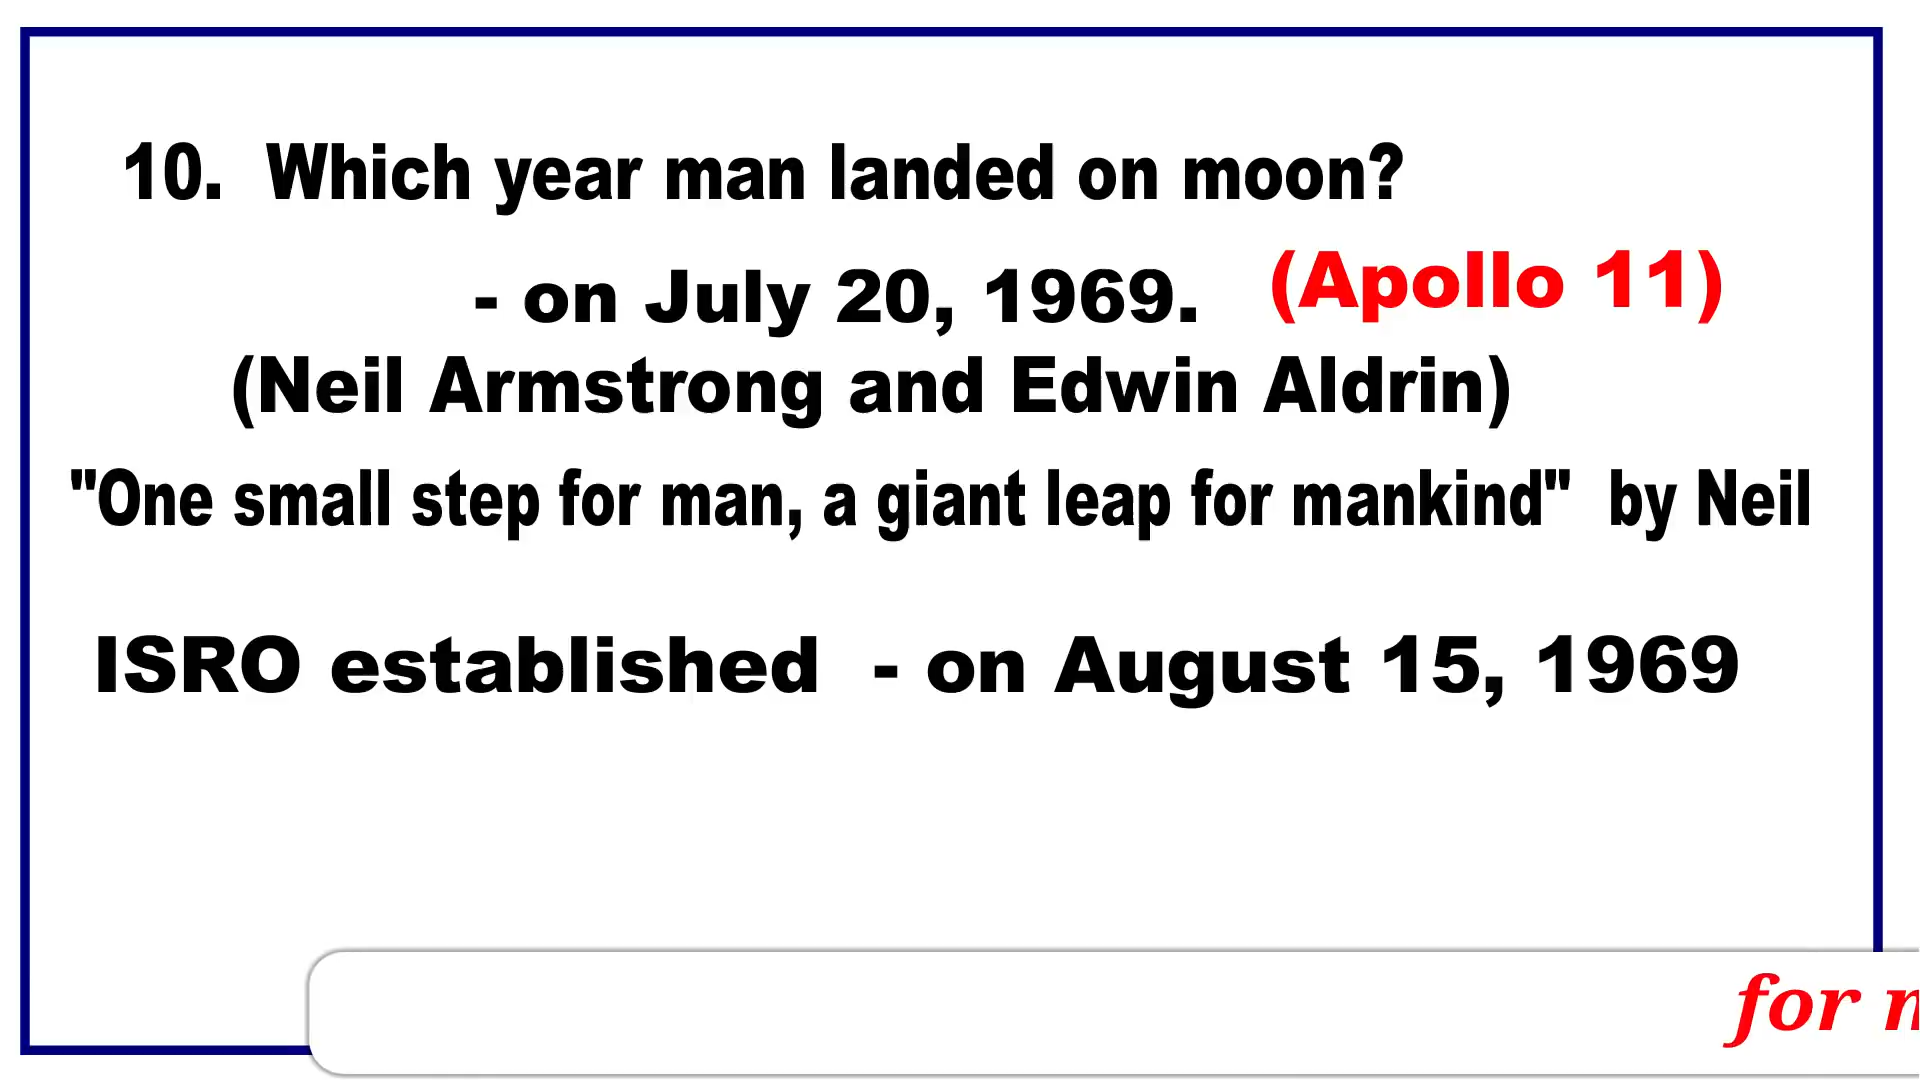 10. Which year man landed on moon?
- on July 20, 1969. (Apollo 11)
(Neil Armstrong and Edwin Aldrin)
"One small step for man, a giant leap for mankind" by Neil
ISRO established - on August 15, 1969
for